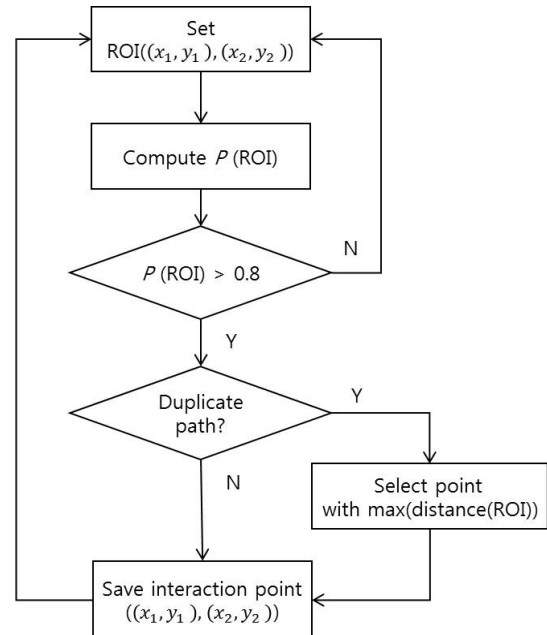 Set
ROI((𝑥₁, 𝑦₁), (𝑥₂, 𝑦₂ ))
Compute P (ROI)
N
P (ROI) > 0.8
Y
Duplicate
path?
Y
N
Select point
with max(distance(ROI))
Save interaction point
((𝑥₁, 𝑦₁ ), (𝑥₂, 𝑦₂ ))